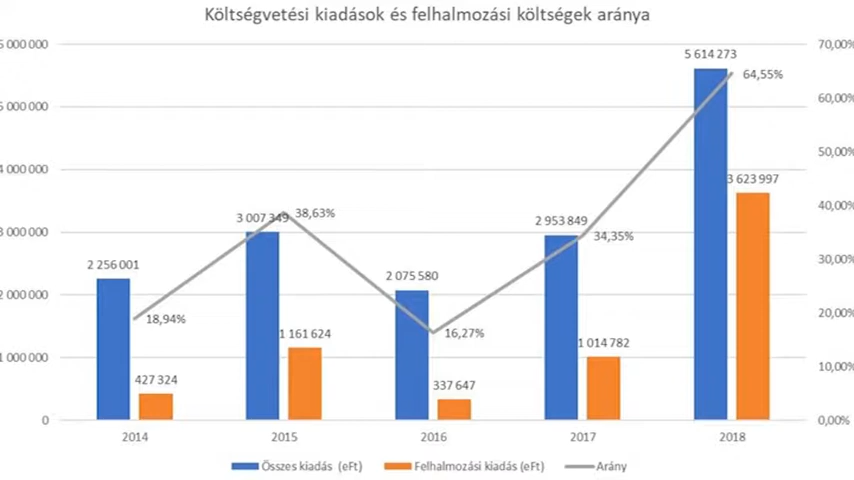 Költségvetési kiadások és felhalmozási költségek aránya
5 614 273
64,55%
3 623 997
3 007 349
38,63%
2 953 849
34,35%
2 256 001
2 075 580
18,94%
16,27%
1 161 624
1 014 782
427 324
337 647
000 000
000 000
4 000 000
3 000 000
2 000 000
1 000 000
0
70,00%
60,00%
50,00%
40,00%
30,00%
20,00%
10,00%
0,00%
2014 2015 2016 2017 2018
Összes kiadás (eFt) Felhalmozási kiadás (eFt) Arány